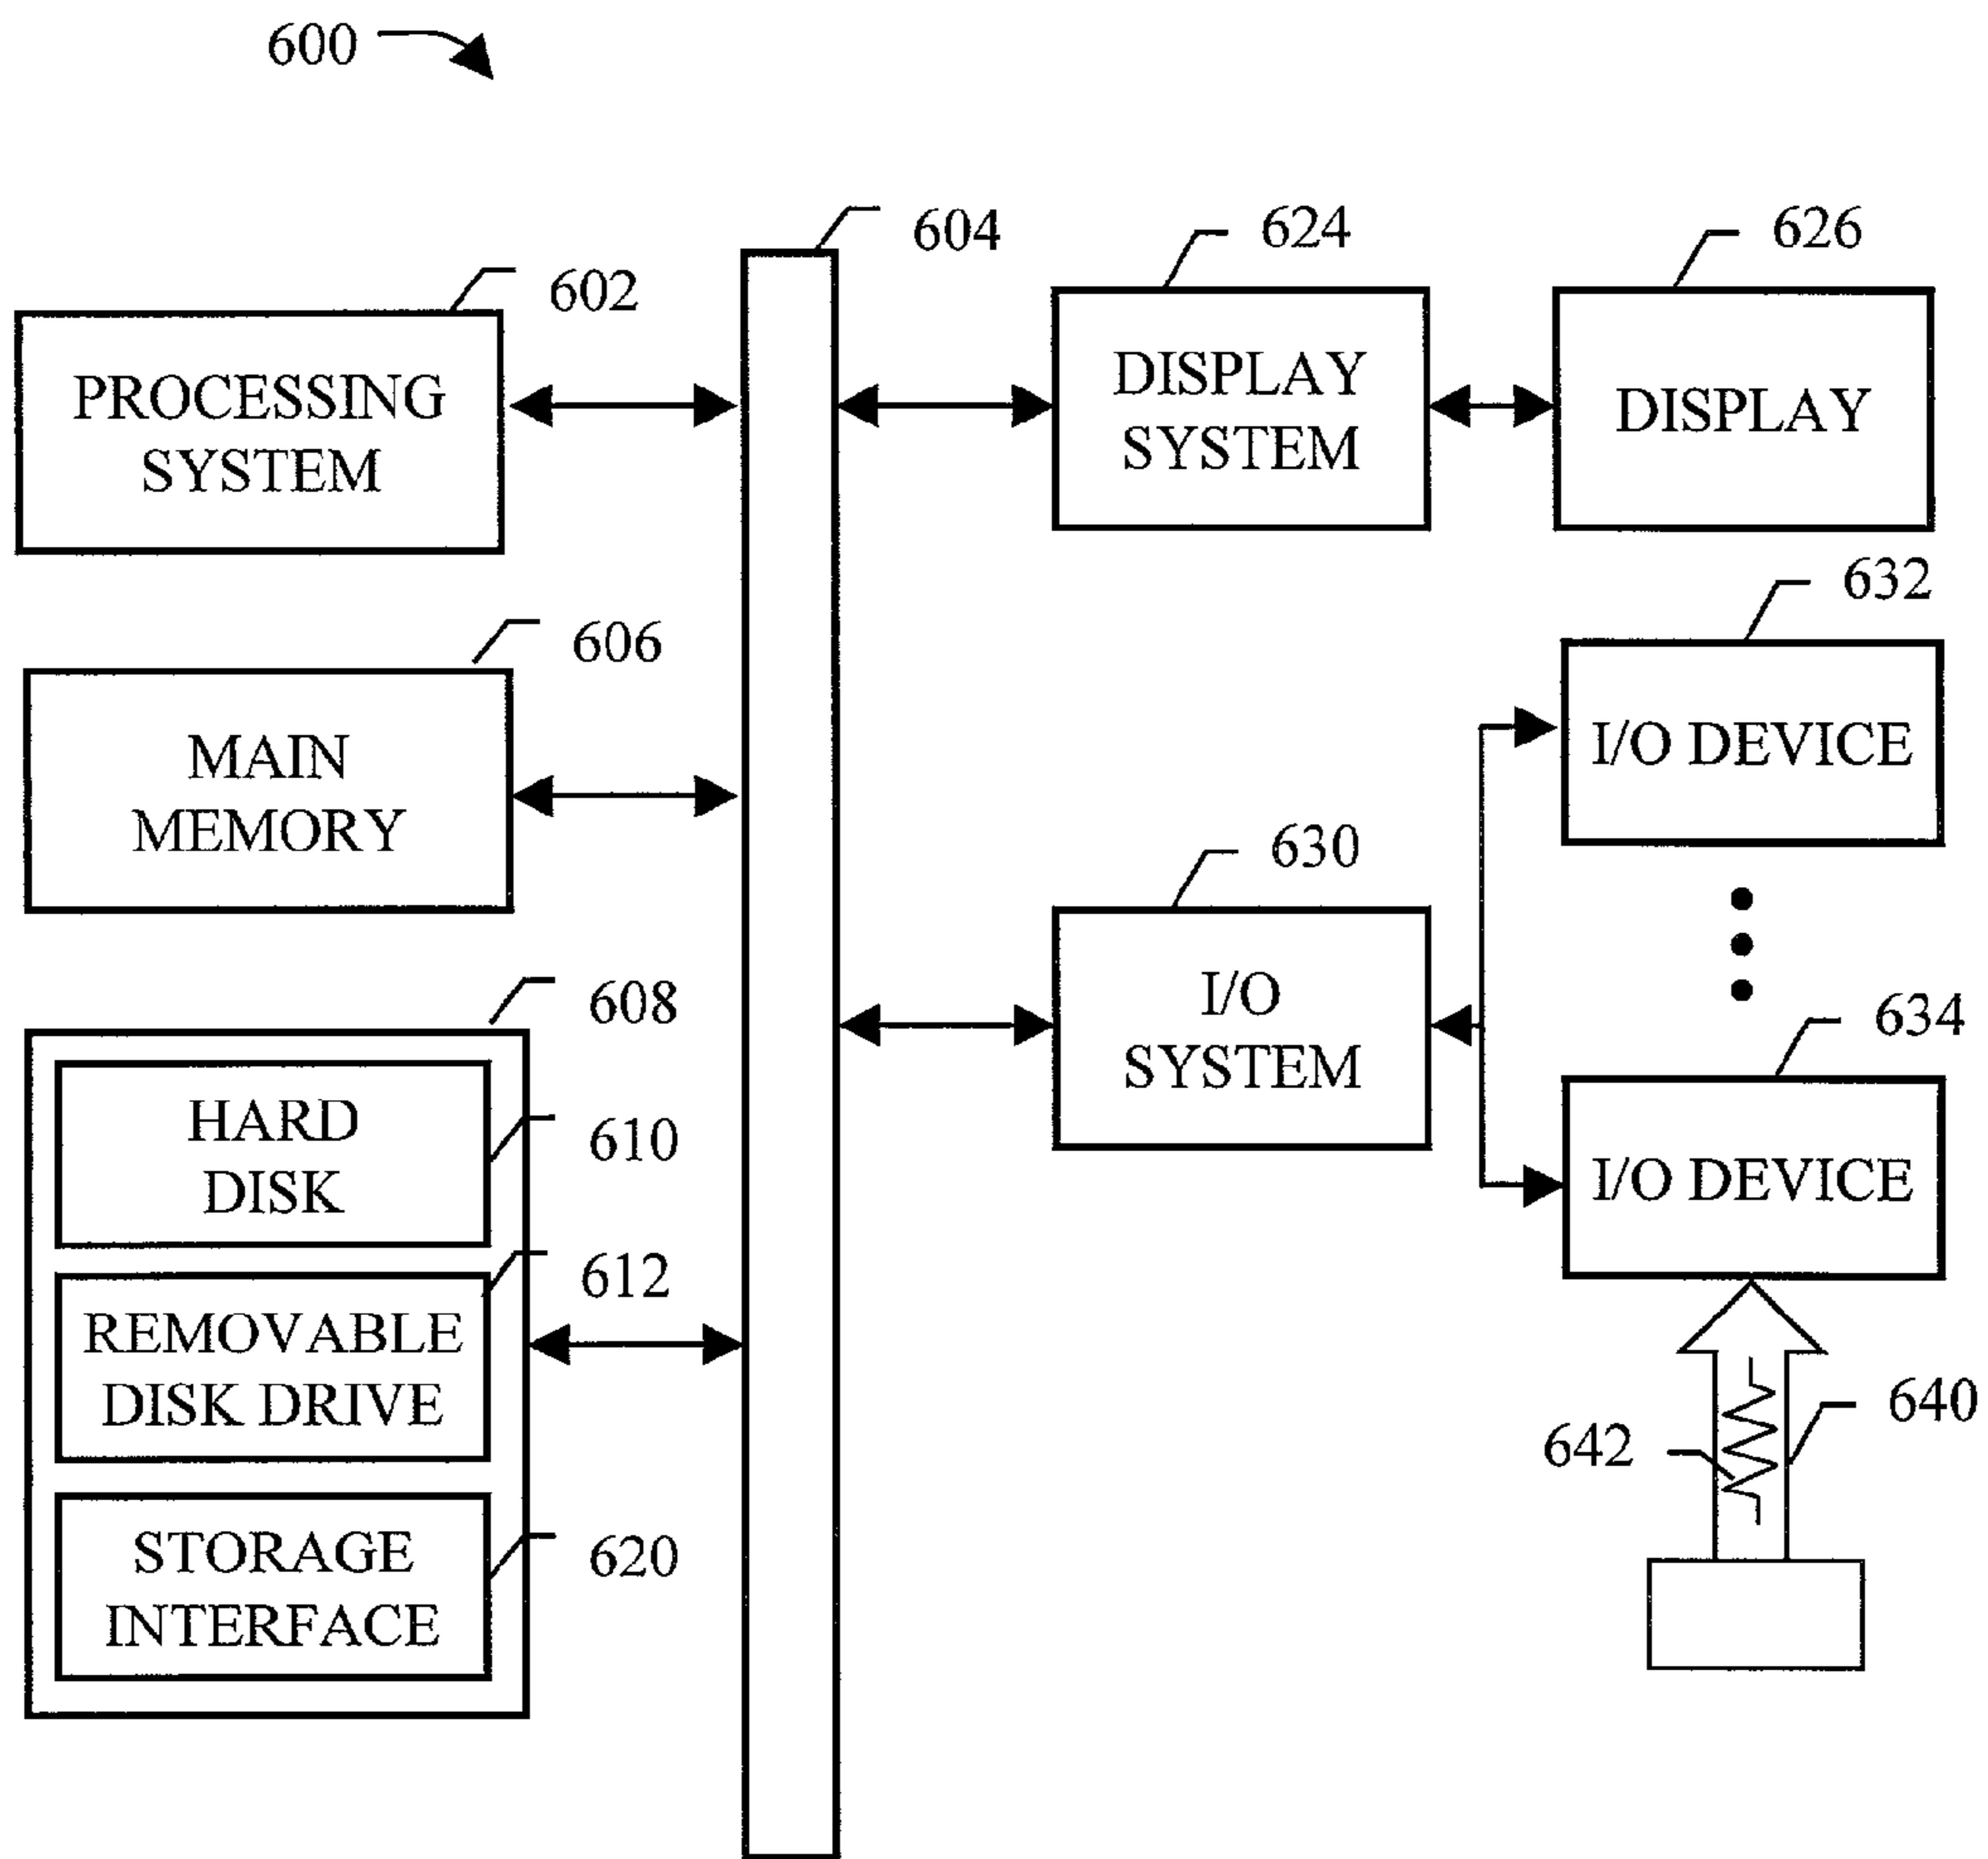 600
604
624
626
602
PROCESSING
SYSTEM
DISPLAY
SYSTEM
DISPLAY
632
606
MAIN
MEMORY
I/O DEVICE
630
I/O
SYSTEM
634
I/O DEVICE
608
HARD
DISK
610
612
REMOVABLE
DISK DRIVE
STORAGE
INTERFACE
620
640
642